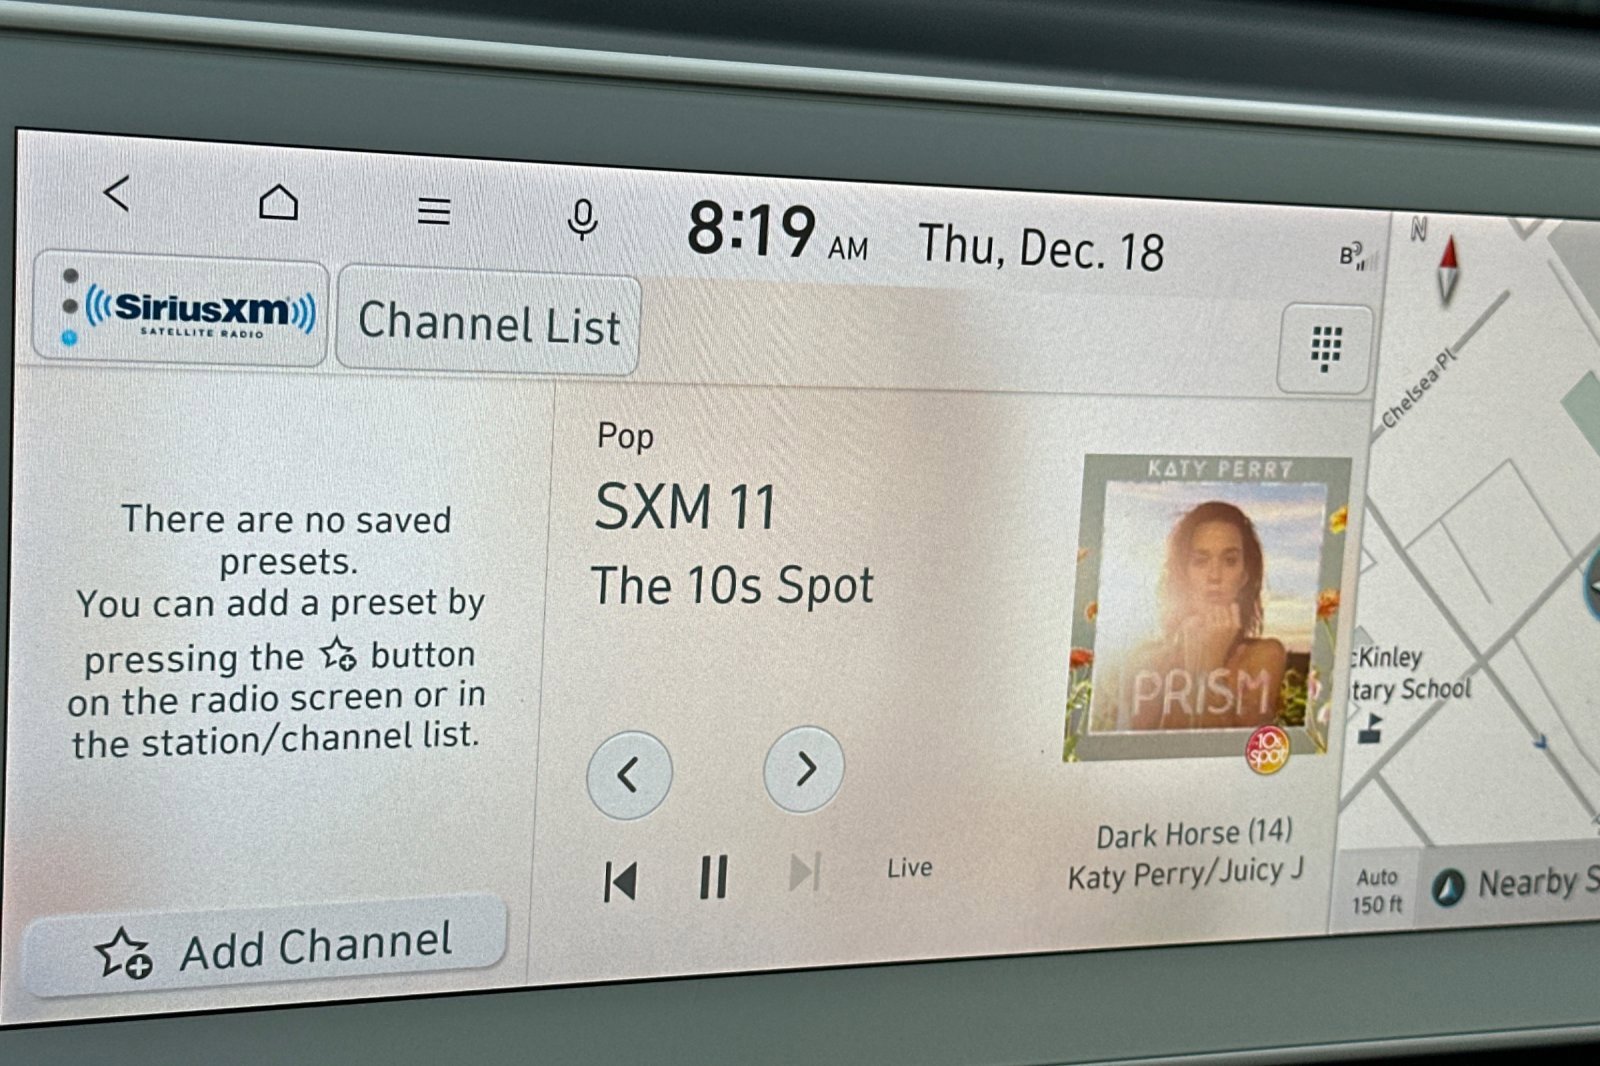 8:19 AM Thu, Dec. 18
N
SiriusXM
SATELLITE RADIO
Channel List
Chelsea Pl
There are no saved
presets.
You can add a preset by
pressing the button
on the radio screen or in
the station/channel list.
Add Channel
Pop
SXM 11
The 10s Spot
Live
KATY PERRY
PRISM
10s
spot
Dark Horse (14)
Katy Perry/Juicy J
cKinley
tary School
Auto
150 ft
Nearby S